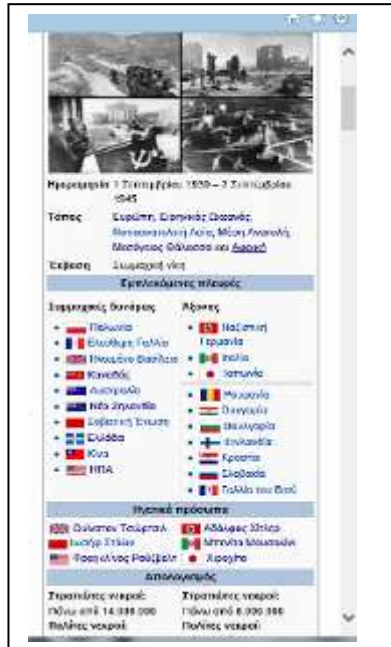 Ημερομηνία 1 Σεπτεμβρίου 1939 – 2 Σεπτεμβρίου
1945
Τόπος Ευρώπη, Ειρηνικός Ωκεανός,
Νοτιοανατολική Ασία, Μέση Ανατολή,
Μεσόγειος Θάλασσα και Αφρική
Έκβαση Συμμαχική νίκη
Εμπλεκόμενες πλευρές
Συμμαχικές δυνάμεις
Πολωνία
Ελεύθερη Γαλλία
Ηνωμένο Βασίλειο
Καναδάς
Αυστραλία
Νέα Ζηλανδία
Σοβιετική Ένωση
Ελλάδα
Κίνα
ΗΠΑ
Άξονας
Ναζιστική
Γερμανία
Ιταλία
Ιαπωνία
Ρουμανία
Ουγγαρία
Βουλγαρία
Φινλανδία
Κροατία
Σλοβακία
Γαλλία του Βισύ
Ηγετικά πρόσωπα
Ουίνστον Τσώρτσιλ
Ιωσήφ Στάλιν
Φραγκλίνος Ρούζβελτ
Αδόλφος Χίτλερ
Μπενίτο Μουσολίνι
Χιροχίτο
Απολογισμός
Στρατιώτες νεκροί:
Πάνω από 14.000.000
Πολίτες νεκροί:
Στρατιώτες νεκροί:
Πάνω από 8.000.000
Πολίτες νεκροί: